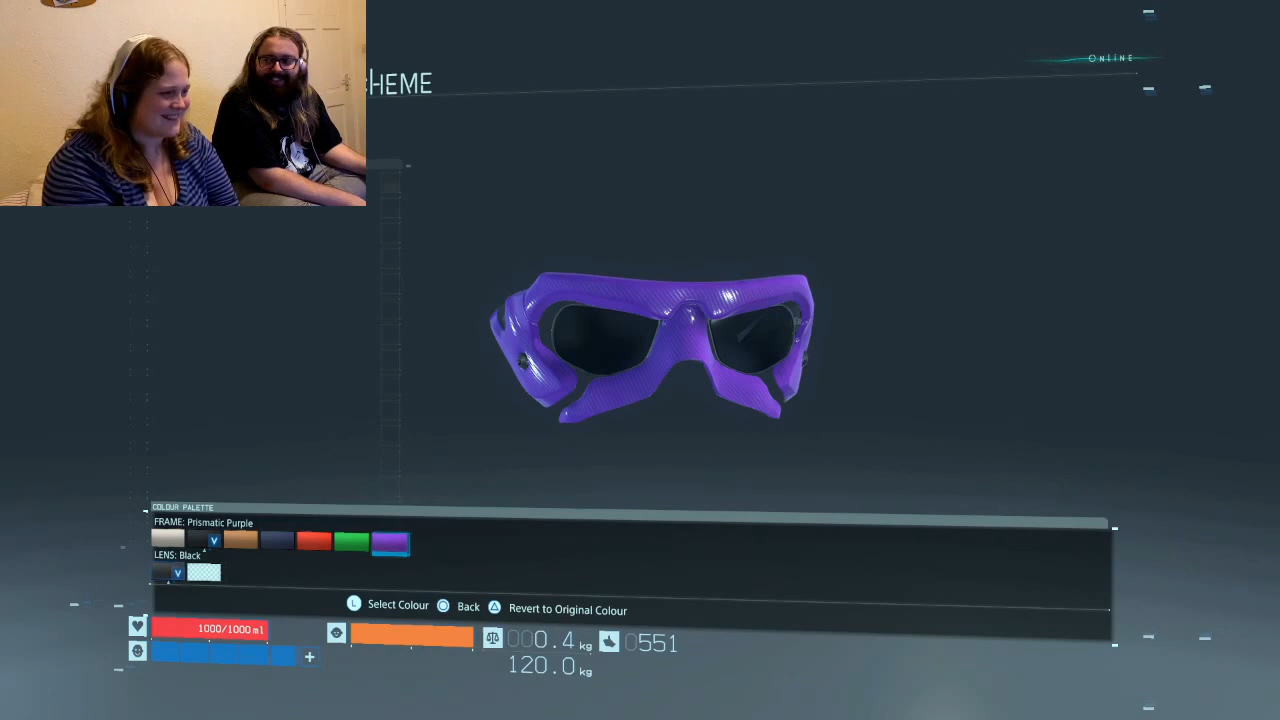 HEME
ONLINE
COLOUR PALETTE
FRAME: Prismatic Purple
LENS: Black
L Select Colour Back Revert to Original Colour
1000/1000 ml
000.4 kg 0551
120.0 kg